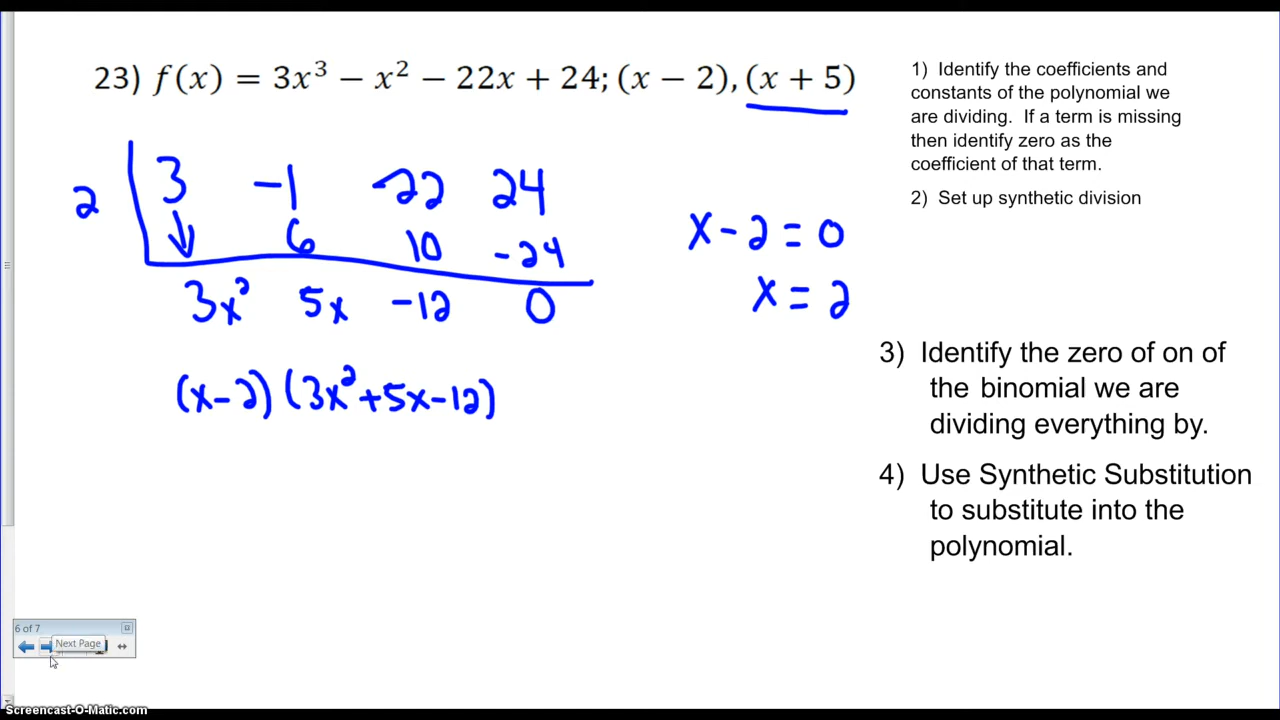 23) f(x) = 3x³ − x² − 22x + 24; (x − 2), (x + 5)
2 3 -1 -22 24
6 10 -24
3x² 5x -12 0
(x-2)(3x²+5x-12)
x-2=0
x=2
1) Identify the coefficients and
constants of the polynomial we
are dividing. If a term is missing
then identify zero as the
coefficient of that term.
2) Set up synthetic division
3) Identify the zero of on of
the binomial we are
dividing everything by.
4) Use Synthetic Substitution
to substitute into the
polynomial.
6 of 7
Next Page
Screencast-O-Matic.com